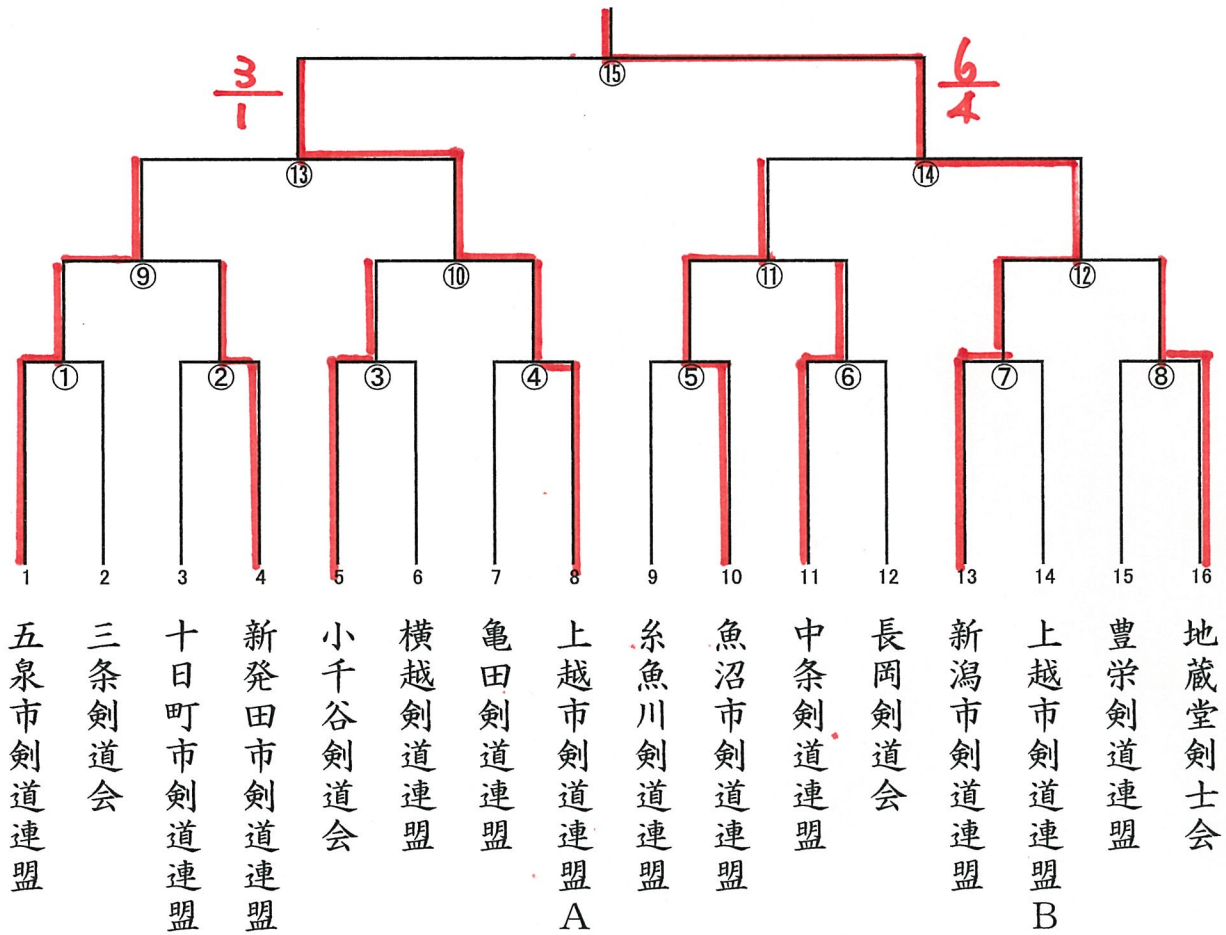 ⑮
3
1
6
4
⑬
⑭
⑨
⑩
⑪
⑫
①
②
③
④
⑤
⑥
⑦
⑧
1
2
3
4
5
6
7
8
9
10
11
12
13
14
15
16
五泉市剣道連盟
三条剣道会
十日町市剣道連盟
新発田市剣道連盟
小千谷剣道会
横越剣道連盟
亀田剣道連盟
上越市剣道連盟A
糸魚川剣道連盟
魚沼市剣道連盟
中条剣道連盟
長岡剣道会
新潟市剣道連盟
上越市剣道連盟B
豊栄剣道連盟
地蔵堂剣士会